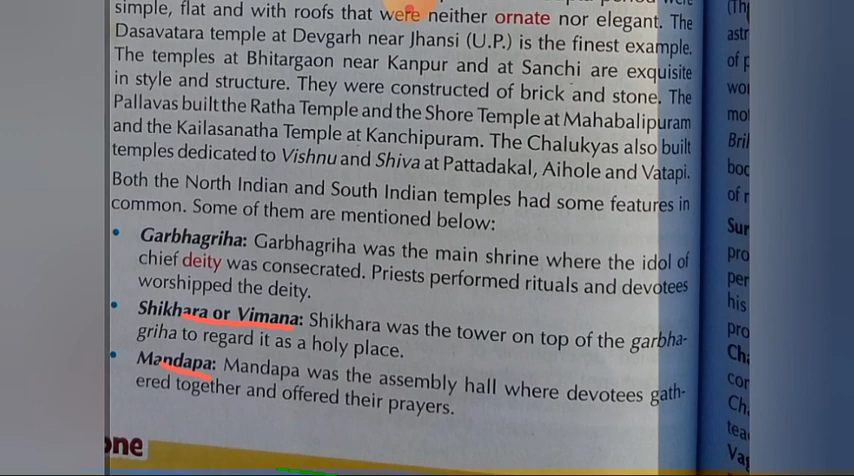 simple, flat and with roofs that were neither ornate nor elegant. The
Dasavatara temple at Devgarh near Jhansi (U.P.) is the finest example.
The temples at Bhitargaon near Kanpur and at Sanchi are exquisite
in style and structure. They were constructed of brick and stone. The
Pallavas built the Ratha Temple and the Shore Temple at Mahabalipuram
and the Kailasanatha Temple at Kanchipuram. The Chalukyas also built
temples dedicated to Vishnu and Shiva at Pattadakal, Aihole and Vatapi.
Both the North Indian and South Indian temples had some features in
common. Some of them are mentioned below:
• Garbhagriha: Garbhagriha was the main shrine where the idol of
chief deity was consecrated. Priests performed rituals and devotees
worshipped the deity.
• Shikhara or Vimana: Shikhara was the tower on top of the garbha-
griha to regard it as a holy place.
• Mandapa: Mandapa was the assembly hall where devotees gath-
ered together and offered their prayers.